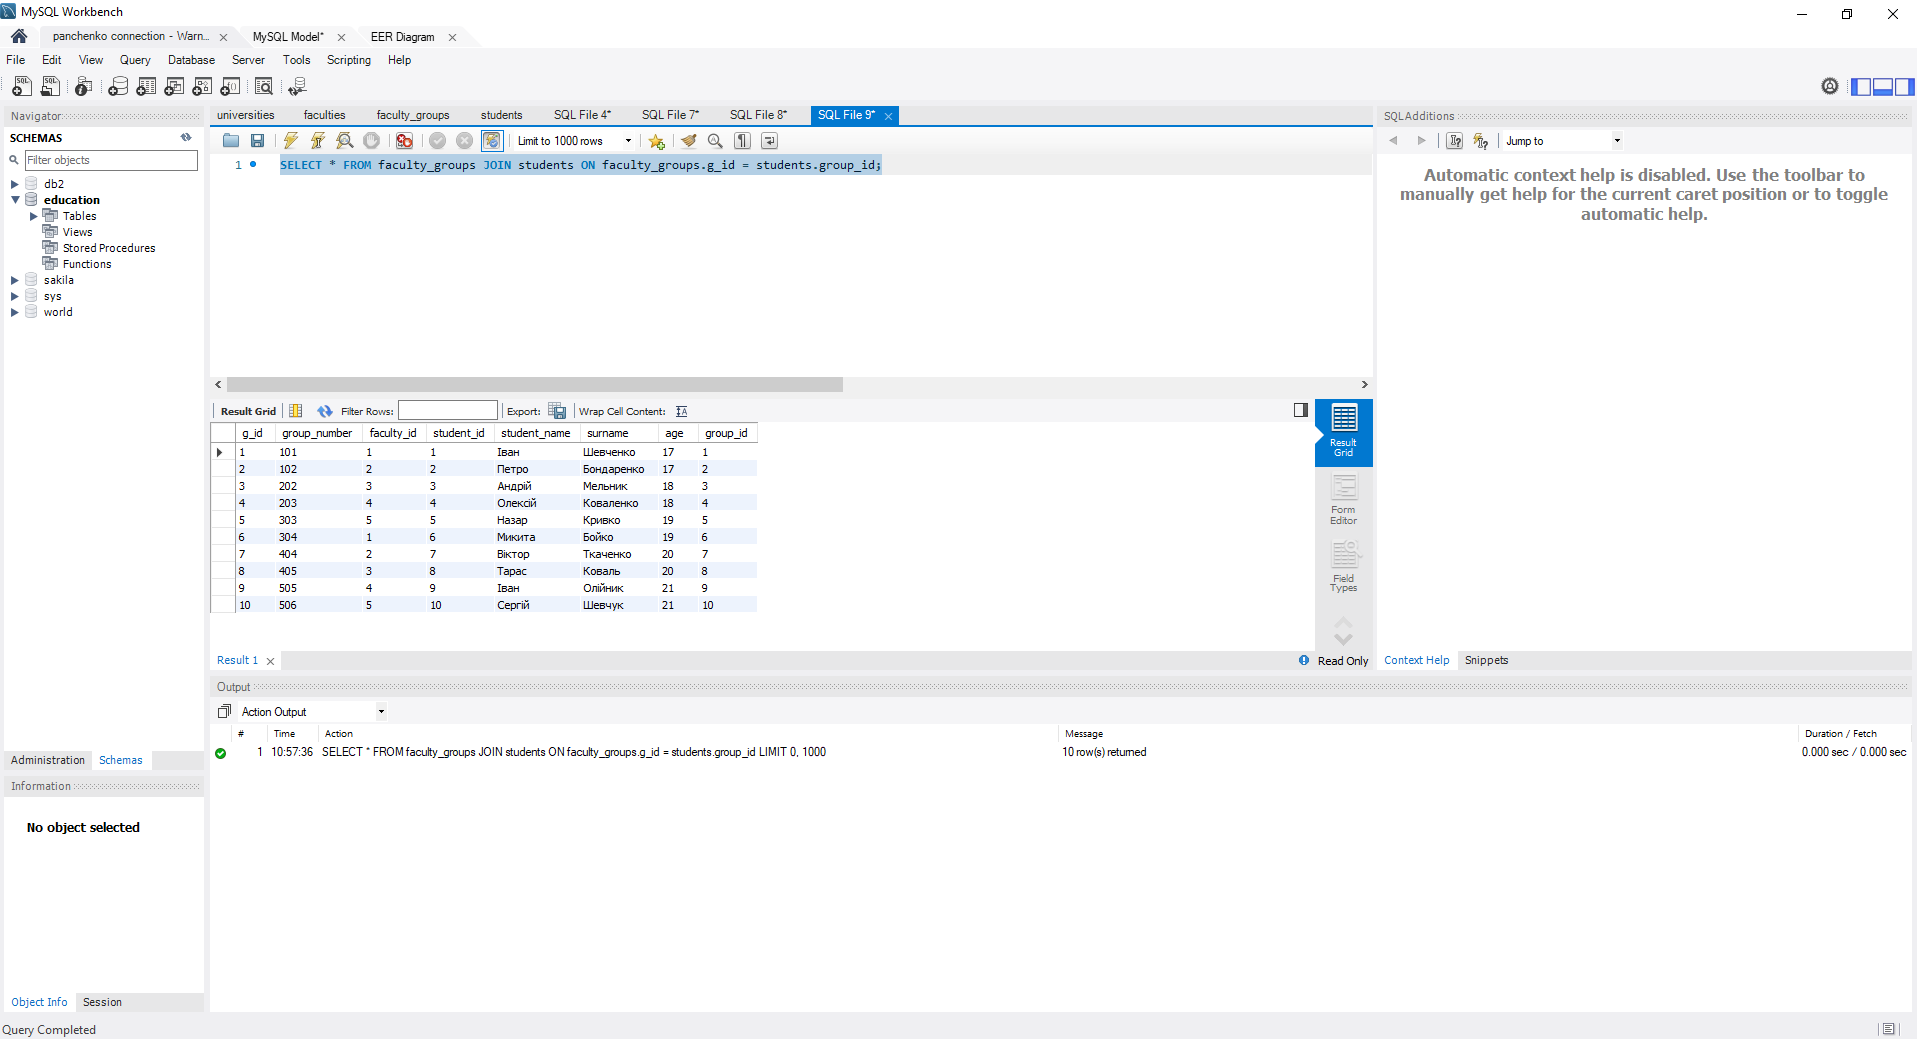 MySQL Workbench
panchenko connection - Warn... MySQL Model* EER Diagram
File Edit View Query Database Server Tools Scripting Help
Navigator
SCHEMAS
Filter objects
db2
education
Tables
Views
Stored Procedures
Functions
sakila
sys
world
Administration Schemas
Information
No object selected
Object Info Session
universities faculties faculty_groups students SQL File 4* SQL File 7* SQL File 8* SQL File 9*
Limit to 1000 rows
1 SELECT * FROM faculty_groups JOIN students ON faculty_groups.g_id = students.group_id;
Result Grid Filter Rows: Export: Wrap Cell Content:
g_id group_number faculty_id student_id student_name surname age group_id
1 101 1 1 Іван Шевченко 17 1
2 102 2 2 Петро Бондаренко 17 2
3 202 3 3 Андрій Мельник 18 3
4 203 4 4 Олексій Коваленко 18 4
5 303 5 5 Назар Кривко 19 5
6 304 1 6 Микита Бойко 19 6
7 404 2 7 Віктор Ткаченко 20 7
8 405 3 8 Тарас Коваль 20 8
9 505 4 9 Іван Олійник 21 9
10 506 5 10 Сергій Шевчук 21 10
Result Grid
Form Editor
Field Types
Result 1 Read Only
SQLAdditions
Jump to
Automatic context help is disabled. Use the toolbar to
manually get help for the current caret position or to toggle
automatic help.
Context Help Snippets
Output
Action Output
# Time Action Message Duration / Fetch
1 10:57:36 SELECT * FROM faculty_groups JOIN students ON faculty_groups.g_id = students.group_id LIMIT 0, 1000 10 row(s) returned 0.000 sec / 0.000 sec
Query Completed